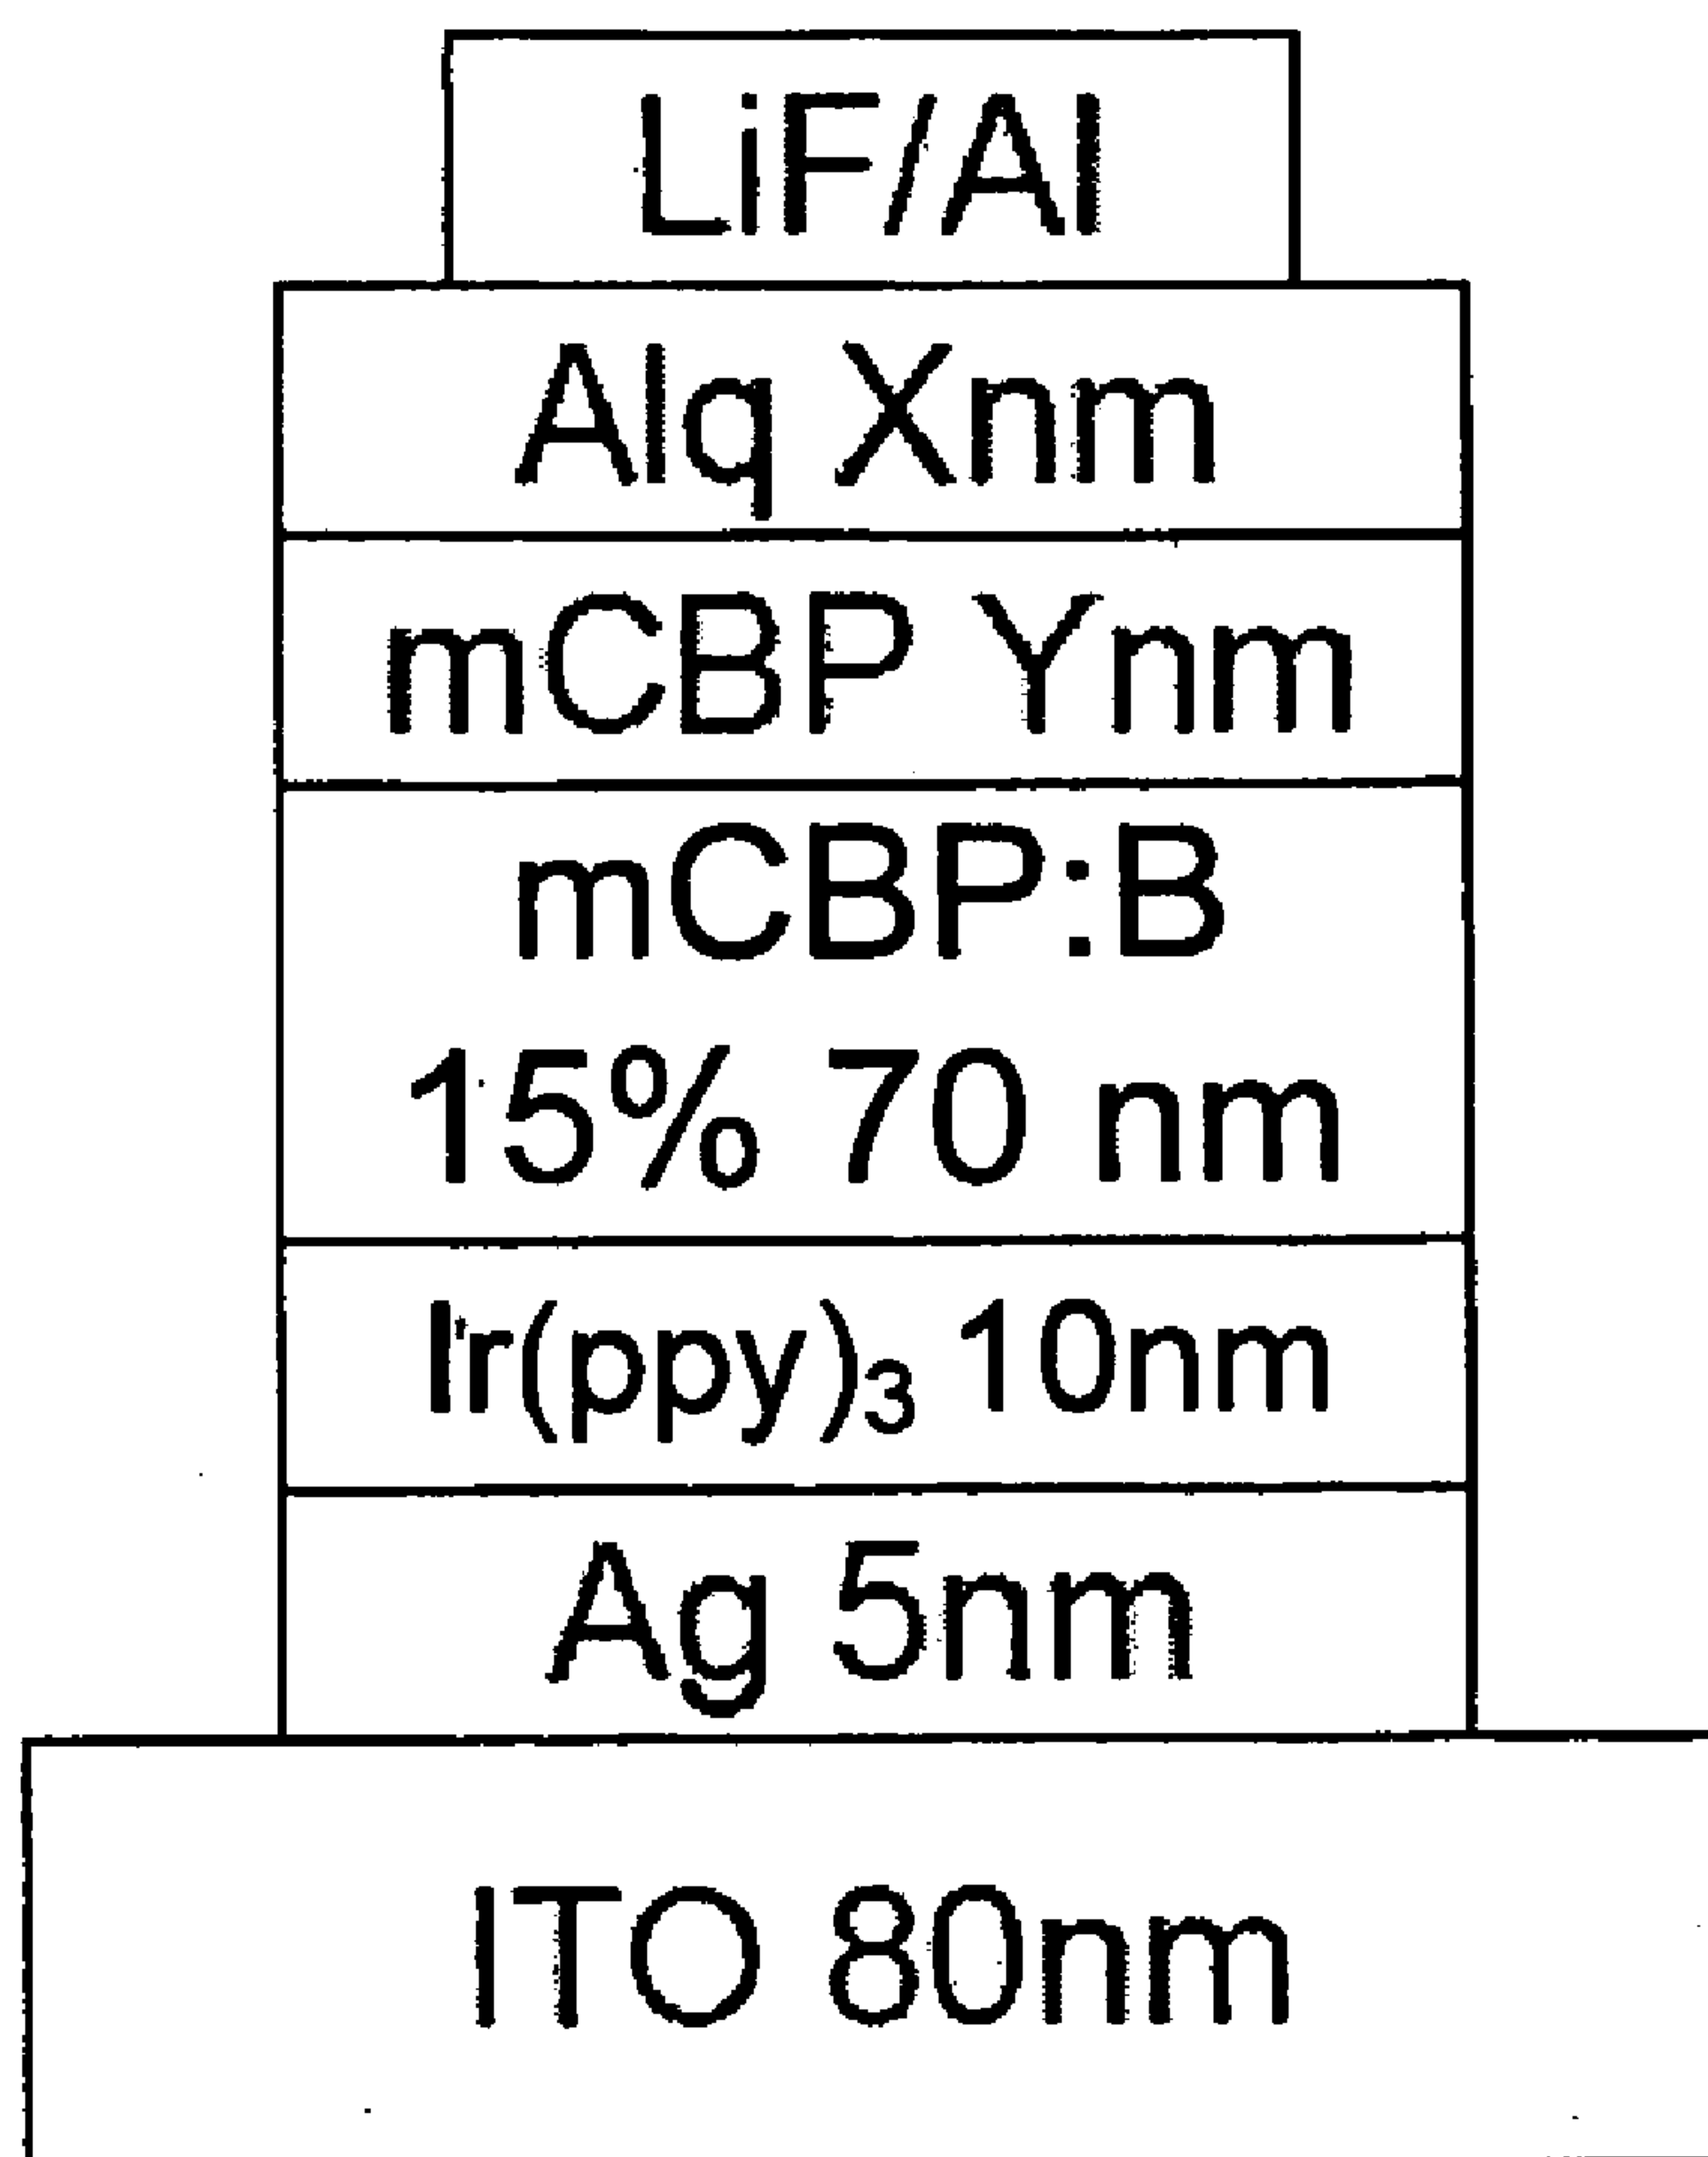 LiF/Al
Alq Xnm
mCBP Ynm
mCBP:B
15% 70 nm
Ir(ppy)₃ 10nm
Ag 5nm
ITO 80nm